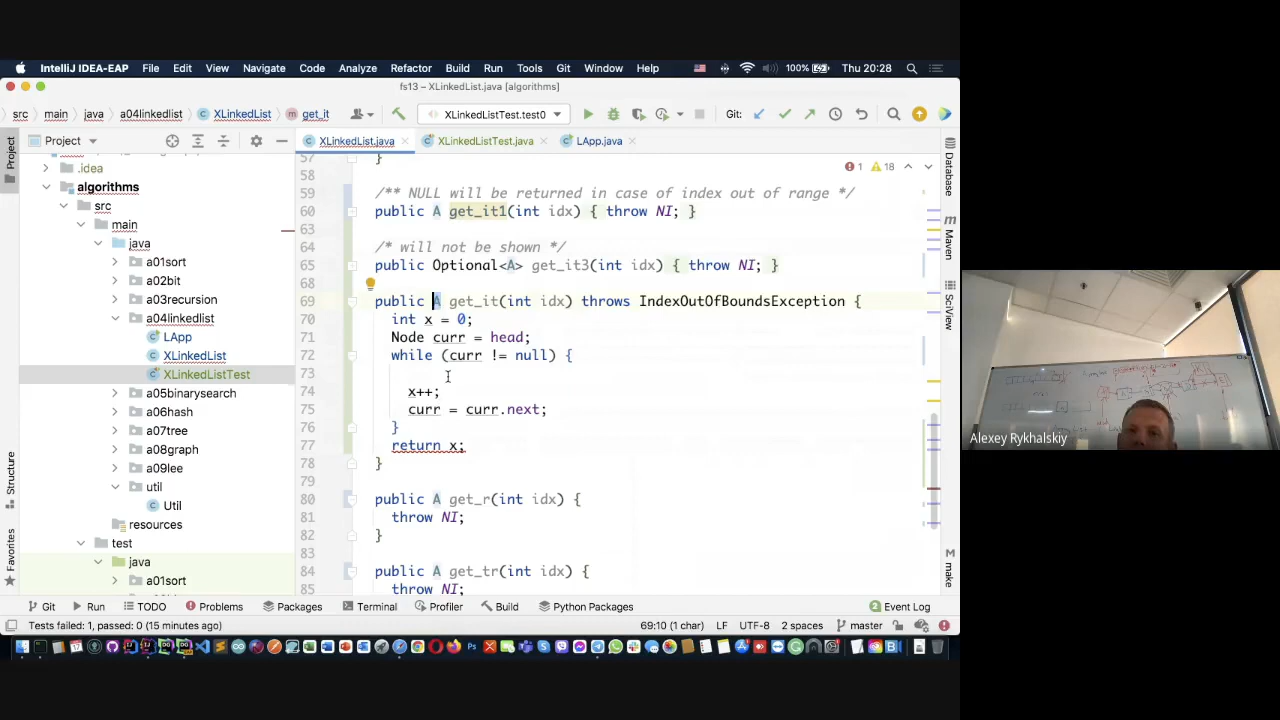 IntelliJ IDEA-EAP File Edit View Navigate Code Analyze Refactor Build Run Tools Git Window Help 100% Thu 20:28
fs13 – XLinkedList.java [algorithms]
src main java a04linkedlist XLinkedList get_it XLinkedListTest.test0 Git:
Project XLinkedList.java XLinkedListTest.java LApp.java
Project
Structure
Favorites
.idea
algorithms
src
main
java
a01sort
a02bit
a03recursion
a04linkedlist
LApp
XLinkedList
XLinkedListTest
a05binarysearch
a06hash
a07tree
a08graph
a09lee
util
Util
resources
test
java
a01sort
1 18
57 }
58
59 /** NULL will be returned in case of index out of range */
60 public A get_it1(int idx) { throw NI; }
63
64 /* will not be shown */
65 public Optional<A> get_it3(int idx) { throw NI; }
68
69 public A get_it(int idx) throws IndexOutOfBoundsException {
70 int x = 0;
71 Node curr = head;
72 while (curr != null) {
73
74 x++;
75 curr = curr.next;
76 }
77 return x;
78 }
79
80 public A get_r(int idx) {
81 throw NI;
82 }
83
84 public A get_tr(int idx) {
85 throw NI;
Database
Maven
SciView
make
Git Run TODO Problems Packages Terminal Profiler Build Python Packages 2 Event Log
Tests failed: 1, passed: 0 (15 minutes ago) 69:10 (1 char) LF UTF-8 2 spaces master
Alexey Rykhalskiy